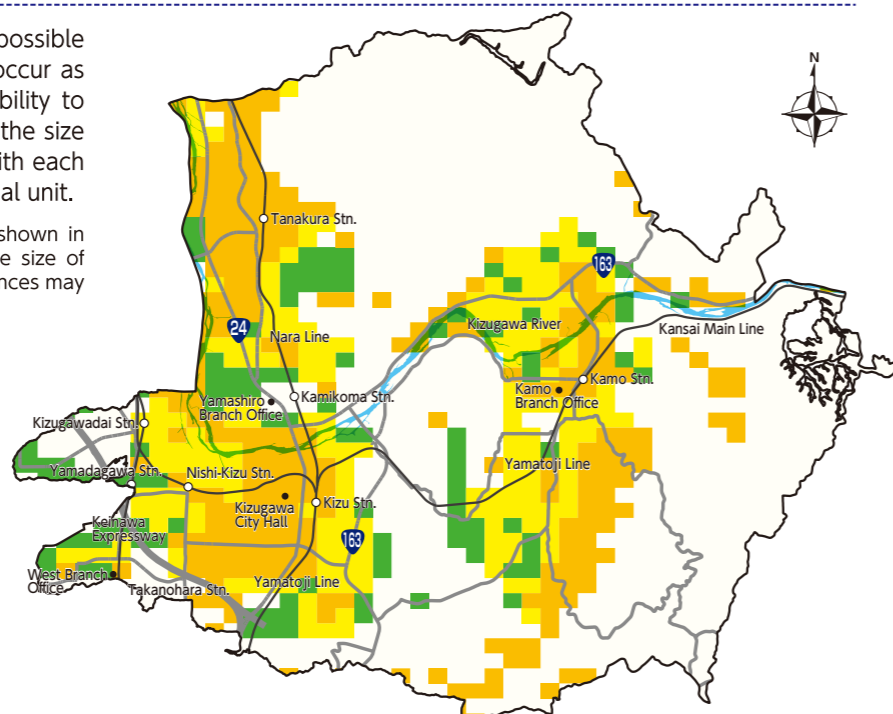 possible
occur as
bility to
the size
ith each
al unit.
shown in
e size of
nces may
N
Tanakura Stn.
163
24
Nara Line
Kizugawa River
Kansai Main Line
Kamo Stn.
Kamo
Branch Office
Yamashiro
Branch Office
Kamikoma Stn.
Kizugawadai Stn.
Yamadagawa Stn.
Nishi-Kizu Stn.
Yamatoji Line
Kizugawa
City Hall
Kizu Stn.
Keinawa
Expressway
163
West Branch
Office
Takanohara Stn.
Yamatoji Line